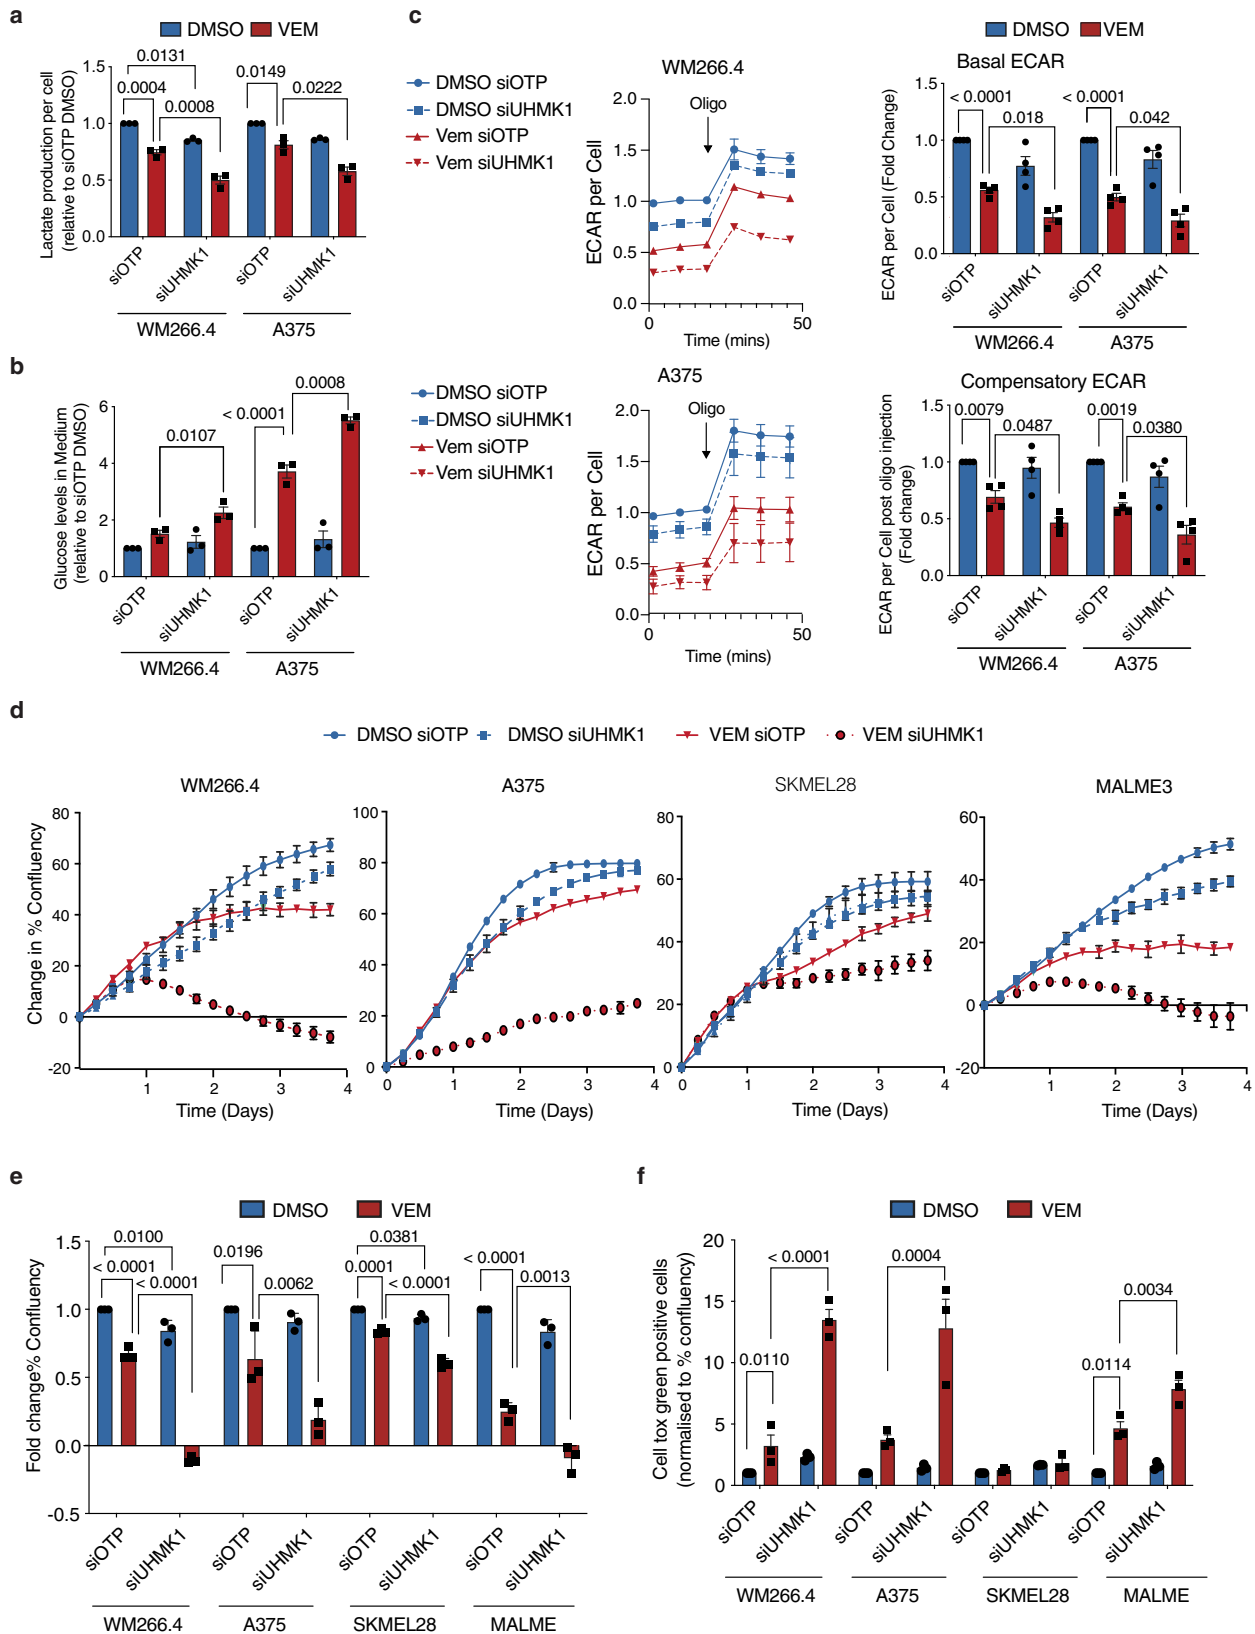 a
DMSO VEM
Lactate production per cell
(relative to siOTP DMSO)
1.5
1.0
0.5
0.0
0.0131
0.0004
0.0008
0.0149
0.0222
siOTP
siUHMK1
siOTP
siUHMK1
WM266.4
A375
b
Glucose levels in Medium
(relative to siOTP DMSO)
6
4
2
0
0.0107
< 0.0001
0.0008
siOTP
siUHMK1
siOTP
siUHMK1
WM266.4
A375
c
DMSO siOTP
DMSO siUHMK1
Vem siOTP
Vem siUHMK1
WM266.4
Oligo
ECAR per Cell
2.0
1.5
1.0
0.5
0.0
0
50
Time (mins)
DMSO VEM
Basal ECAR
ECAR per Cell (Fold Change)
1.5
1.0
0.5
0.0
< 0.0001
0.018
< 0.0001
0.042
siOTP
siUHMK1
siOTP
siUHMK1
WM266.4
A375
DMSO siOTP
DMSO siUHMK1
Vem siOTP
Vem siUHMK1
A375
Oligo
ECAR per Cell
2.0
1.5
1.0
0.5
0.0
0
50
Time (mins)
Compensatory ECAR
ECAR per Cell post oligo injection
(Fold change)
1.5
1.0
0.5
0.0
0.0079
0.0487
0.0019
0.0380
siOTP
siUHMK1
siOTP
siUHMK1
WM266.4
A375
d
DMSO siOTP DMSO siUHMK1 VEM siOTP VEM siUHMK1
WM266.4
Change in % Confluency
80
60
40
20
0
-20
1 2 3 4
Time (Days)
A375
100
80
60
40
20
0
0 1 2 3 4
Time (Days)
SKMEL28
80
60
40
20
0
0 1 2 3 4
Time (Days)
MALME3
60
40
20
0
-20
1 2 3 4
Time (Days)
e
DMSO VEM
Fold change% Confluency
1.5
1.0
0.5
0.0
-0.5
0.0100
< 0.0001
< 0.0001
0.0196
0.0062
0.0381
0.0001
< 0.0001
< 0.0001
0.0013
siOTP
siUHMK1
siOTP
siUHMK1
siOTP
siUHMK1
siOTP
siUHMK1
WM266.4
A375
SKMEL28
MALME
f
DMSO VEM
Cell tox green positive cells
(normalised to % confluency)
20
15
10
5
0
< 0.0001
0.0110
0.0004
0.0034
0.0114
siOTP
siUHMK1
siOTP
siUHMK1
siOTP
siUHMK1
siOTP
siUHMK1
WM266.4
A375
SKMEL28
MALME